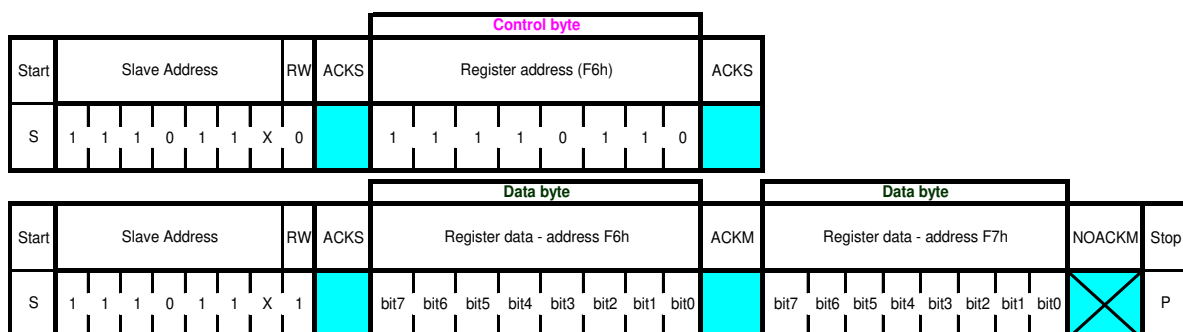 Control byte
Start Slave Address RW ACKS Register address (F6h) ACKS
S 1 1 1 0 1 1 X 0 1 1 1 1 0 1 1 0
Data byte Data byte
Start Slave Address RW ACKS Register data - address F6h ACKM Register data - address F7h NOACKM Stop
S 1 1 1 0 1 1 X 1 bit7 bit6 bit5 bit4 bit3 bit2 bit1 bit0 bit7 bit6 bit5 bit4 bit3 bit2 bit1 bit0 P